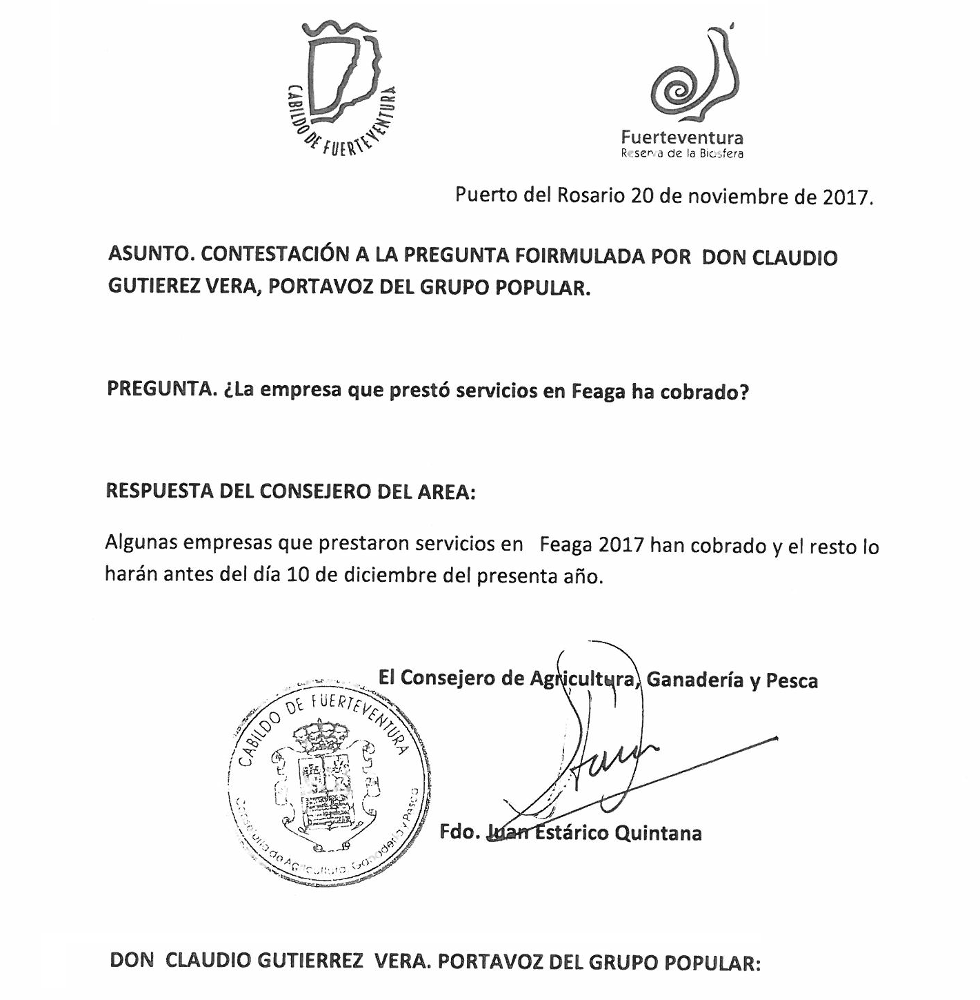 CABILDO DE FUERTEVENTURA
Fuerteventura
Reserva de la Biosfera
Puerto del Rosario 20 de noviembre de 2017.
ASUNTO. CONTESTACIÓN A LA PREGUNTA FOIRMULADA POR DON CLAUDIO
GUTIEREZ VERA, PORTAVOZ DEL GRUPO POPULAR.
PREGUNTA. ¿La empresa que prestó servicios en Feaga ha cobrado?
RESPUESTA DEL CONSEJERO DEL AREA:
Algunas empresas que prestaron servicios en Feaga 2017 han cobrado y el resto lo
harán antes del día 10 de diciembre del presenta año.
El Consejero de Agricultura, Ganadería y Pesca
CABILDO DE FUERTEVENTURA
Consejería de Agricultura, Ganadería y Pesca
Fdo. Juan Estárico Quintana
DON CLAUDIO GUTIERREZ VERA. PORTAVOZ DEL GRUPO POPULAR: